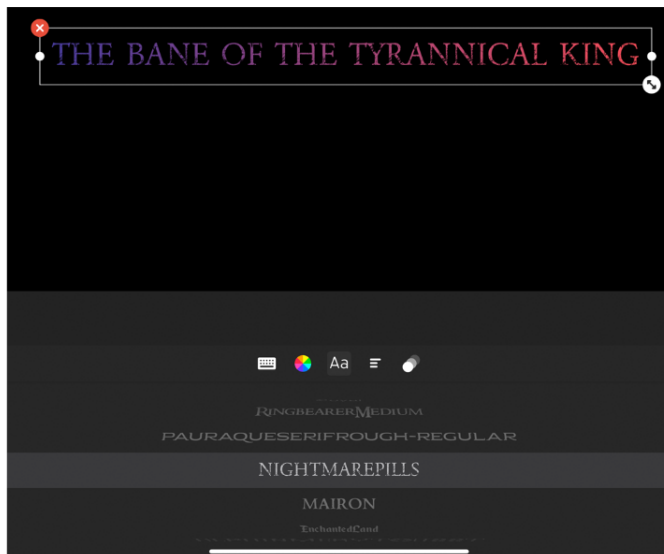 THE BANE OF THE TYRANNICAL KING
Aa
RINGBEARERMEDIUM
PAURAQUESERIFROUGH-REGULAR
NIGHTMAREPILLS
MAIRON
EnchantedLand